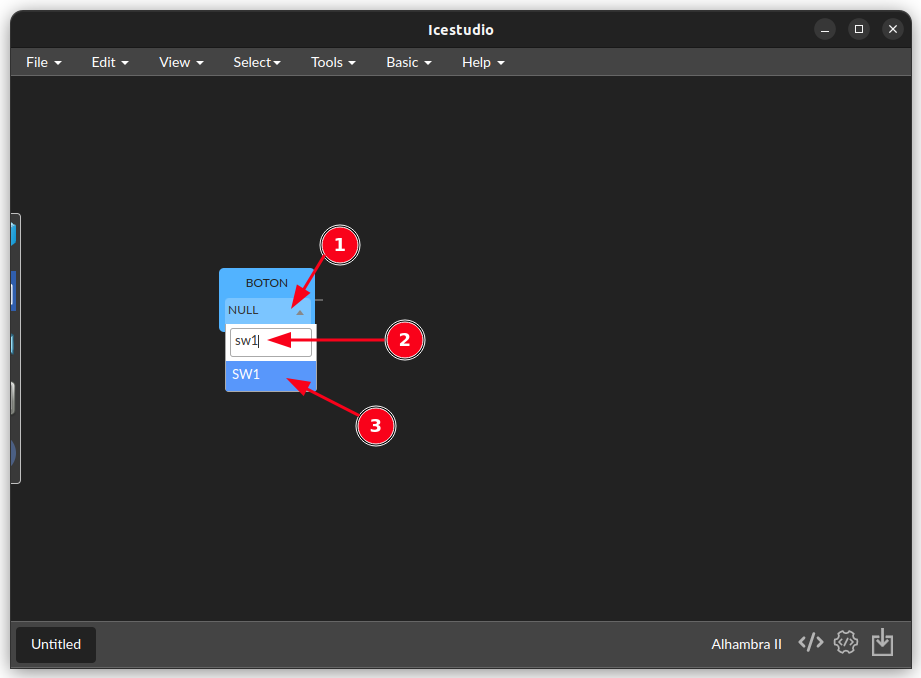 Icestudio
File Edit View Select Tools Basic Help
1
BOTON
NULL
sw1
2
SW1
3
Untitled
Alhambra II </>